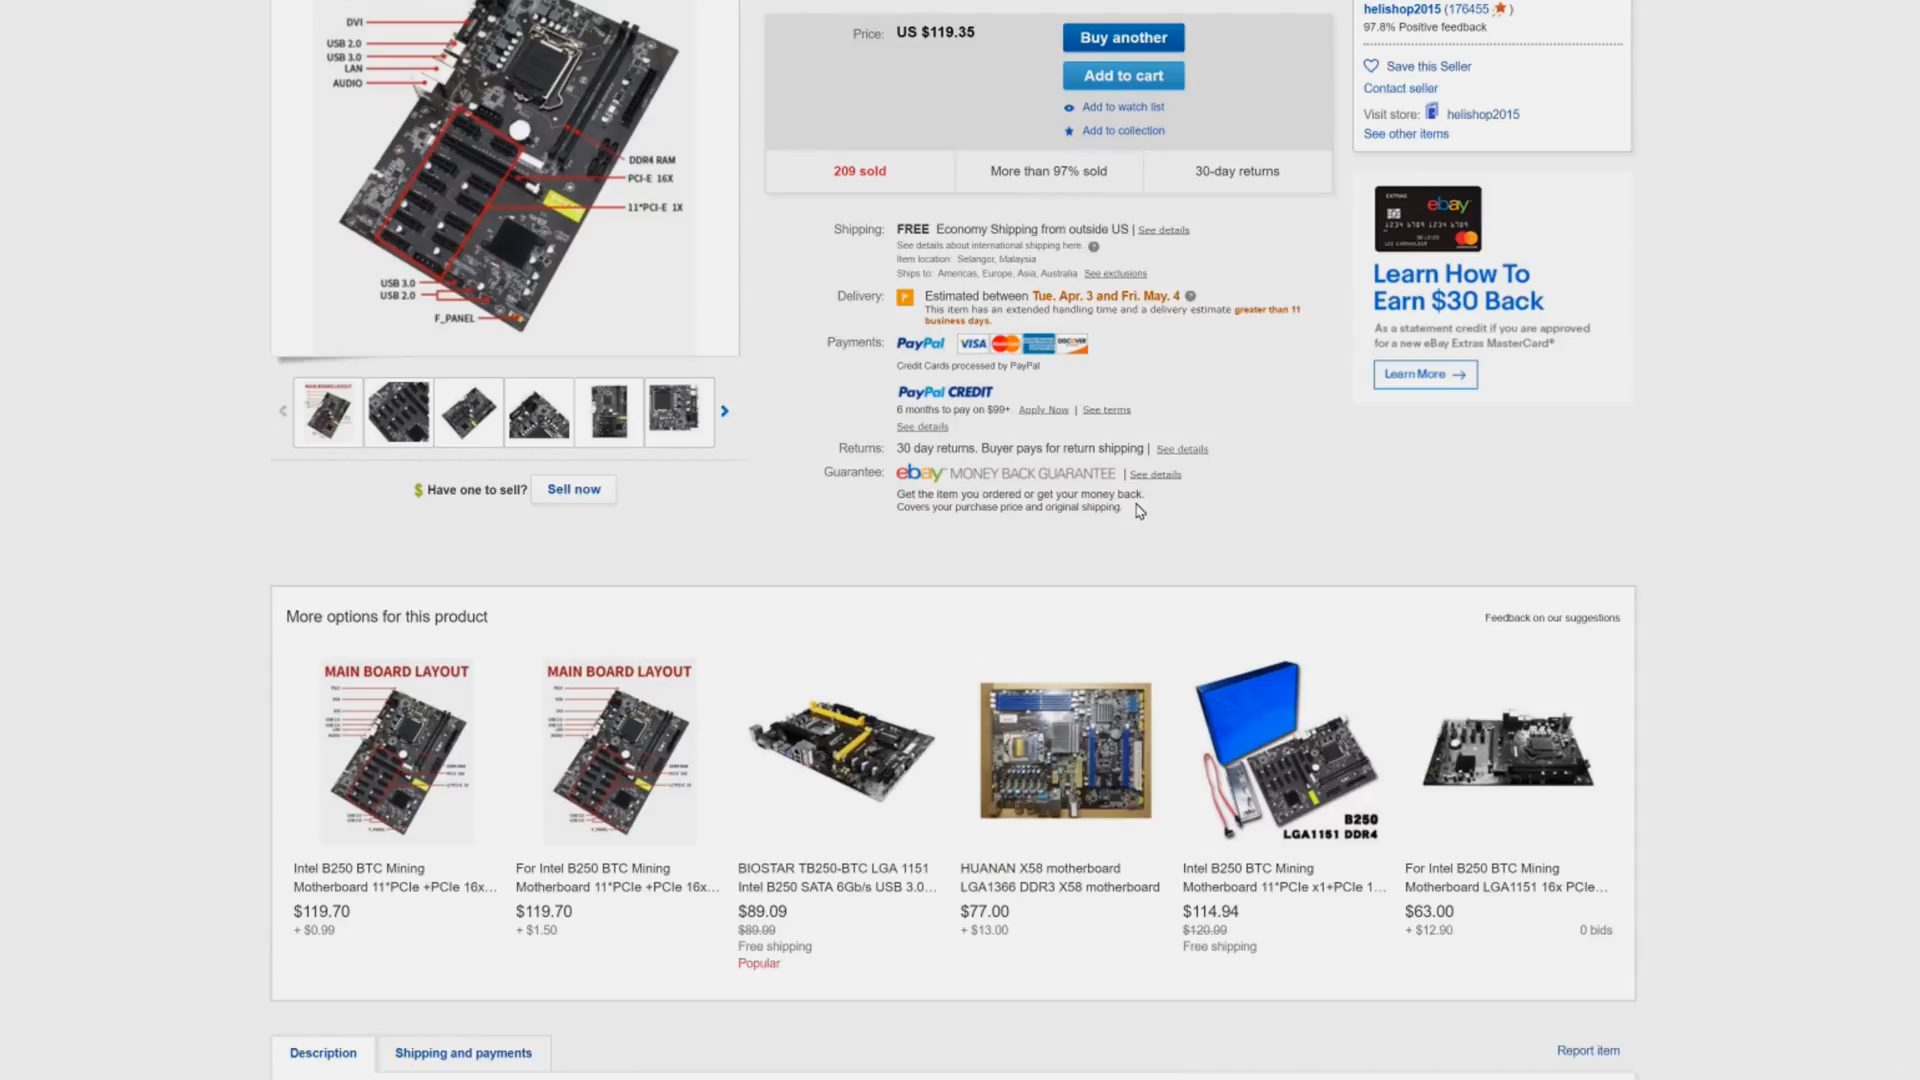 DVI
USB 2.0
USB 3.0
LAN
AUDIO
DDR4 RAM
PCI-E 16X
11*PCI-E 1X
USB 3.0
USB 2.0
F_PANEL
MAIN BOARD LAYOUT
Have one to sell? Sell now
Price: US $119.35
Buy another
Add to cart
Add to watch list
Add to collection
209 sold
More than 97% sold
30-day returns
Shipping: FREE Economy Shipping from outside US | See details
See details about international shipping here.
Item location: Selangor, Malaysia
Ships to: Americas, Europe, Asia, Australia See exclusions
Delivery: Estimated between Tue. Apr. 3 and Fri. May. 4
This item has an extended handling time and a delivery estimate greater than 11
business days.
Payments: PayPal VISA MasterCard DISCOVER
Credit Cards processed by PayPal
PayPal CREDIT
6 months to pay on $99+ Apply Now | See terms
See details
Returns: 30 day returns. Buyer pays for return shipping | See details
Guarantee: ebay MONEY BACK GUARANTEE | See details
Get the item you ordered or get your money back.
Covers your purchase price and original shipping.
helishop2015 (176455 )
97.8% Positive feedback
Save this Seller
Contact seller
Visit store: helishop2015
See other items
EXTRAS
ebay
Learn How To
Earn $30 Back
As a statement credit if you are approved
for a new eBay Extras MasterCard®
Learn More
More options for this product
Feedback on our suggestions
MAIN BOARD LAYOUT
Intel B250 BTC Mining
Motherboard 11*PCIe +PCIe 16x...
$119.70
+ $0.99
MAIN BOARD LAYOUT
For Intel B250 BTC Mining
Motherboard 11*PCIe +PCIe 16x...
$119.70
+ $1.50
BIOSTAR TB250-BTC LGA 1151
Intel B250 SATA 6Gb/s USB 3.0...
$89.09
$89.99
Free shipping
Popular
HUANAN X58 motherboard
LGA1366 DDR3 X58 motherboard
$77.00
+ $13.00
B250
LGA1151 DDR4
Intel B250 BTC Mining
Motherboard 11*PCIe x1+PCIe 1...
$114.94
$120.99
Free shipping
For Intel B250 BTC Mining
Motherboard LGA1151 16x PCIe...
$63.00
+ $12.90
0 bids
Description
Shipping and payments
Report item